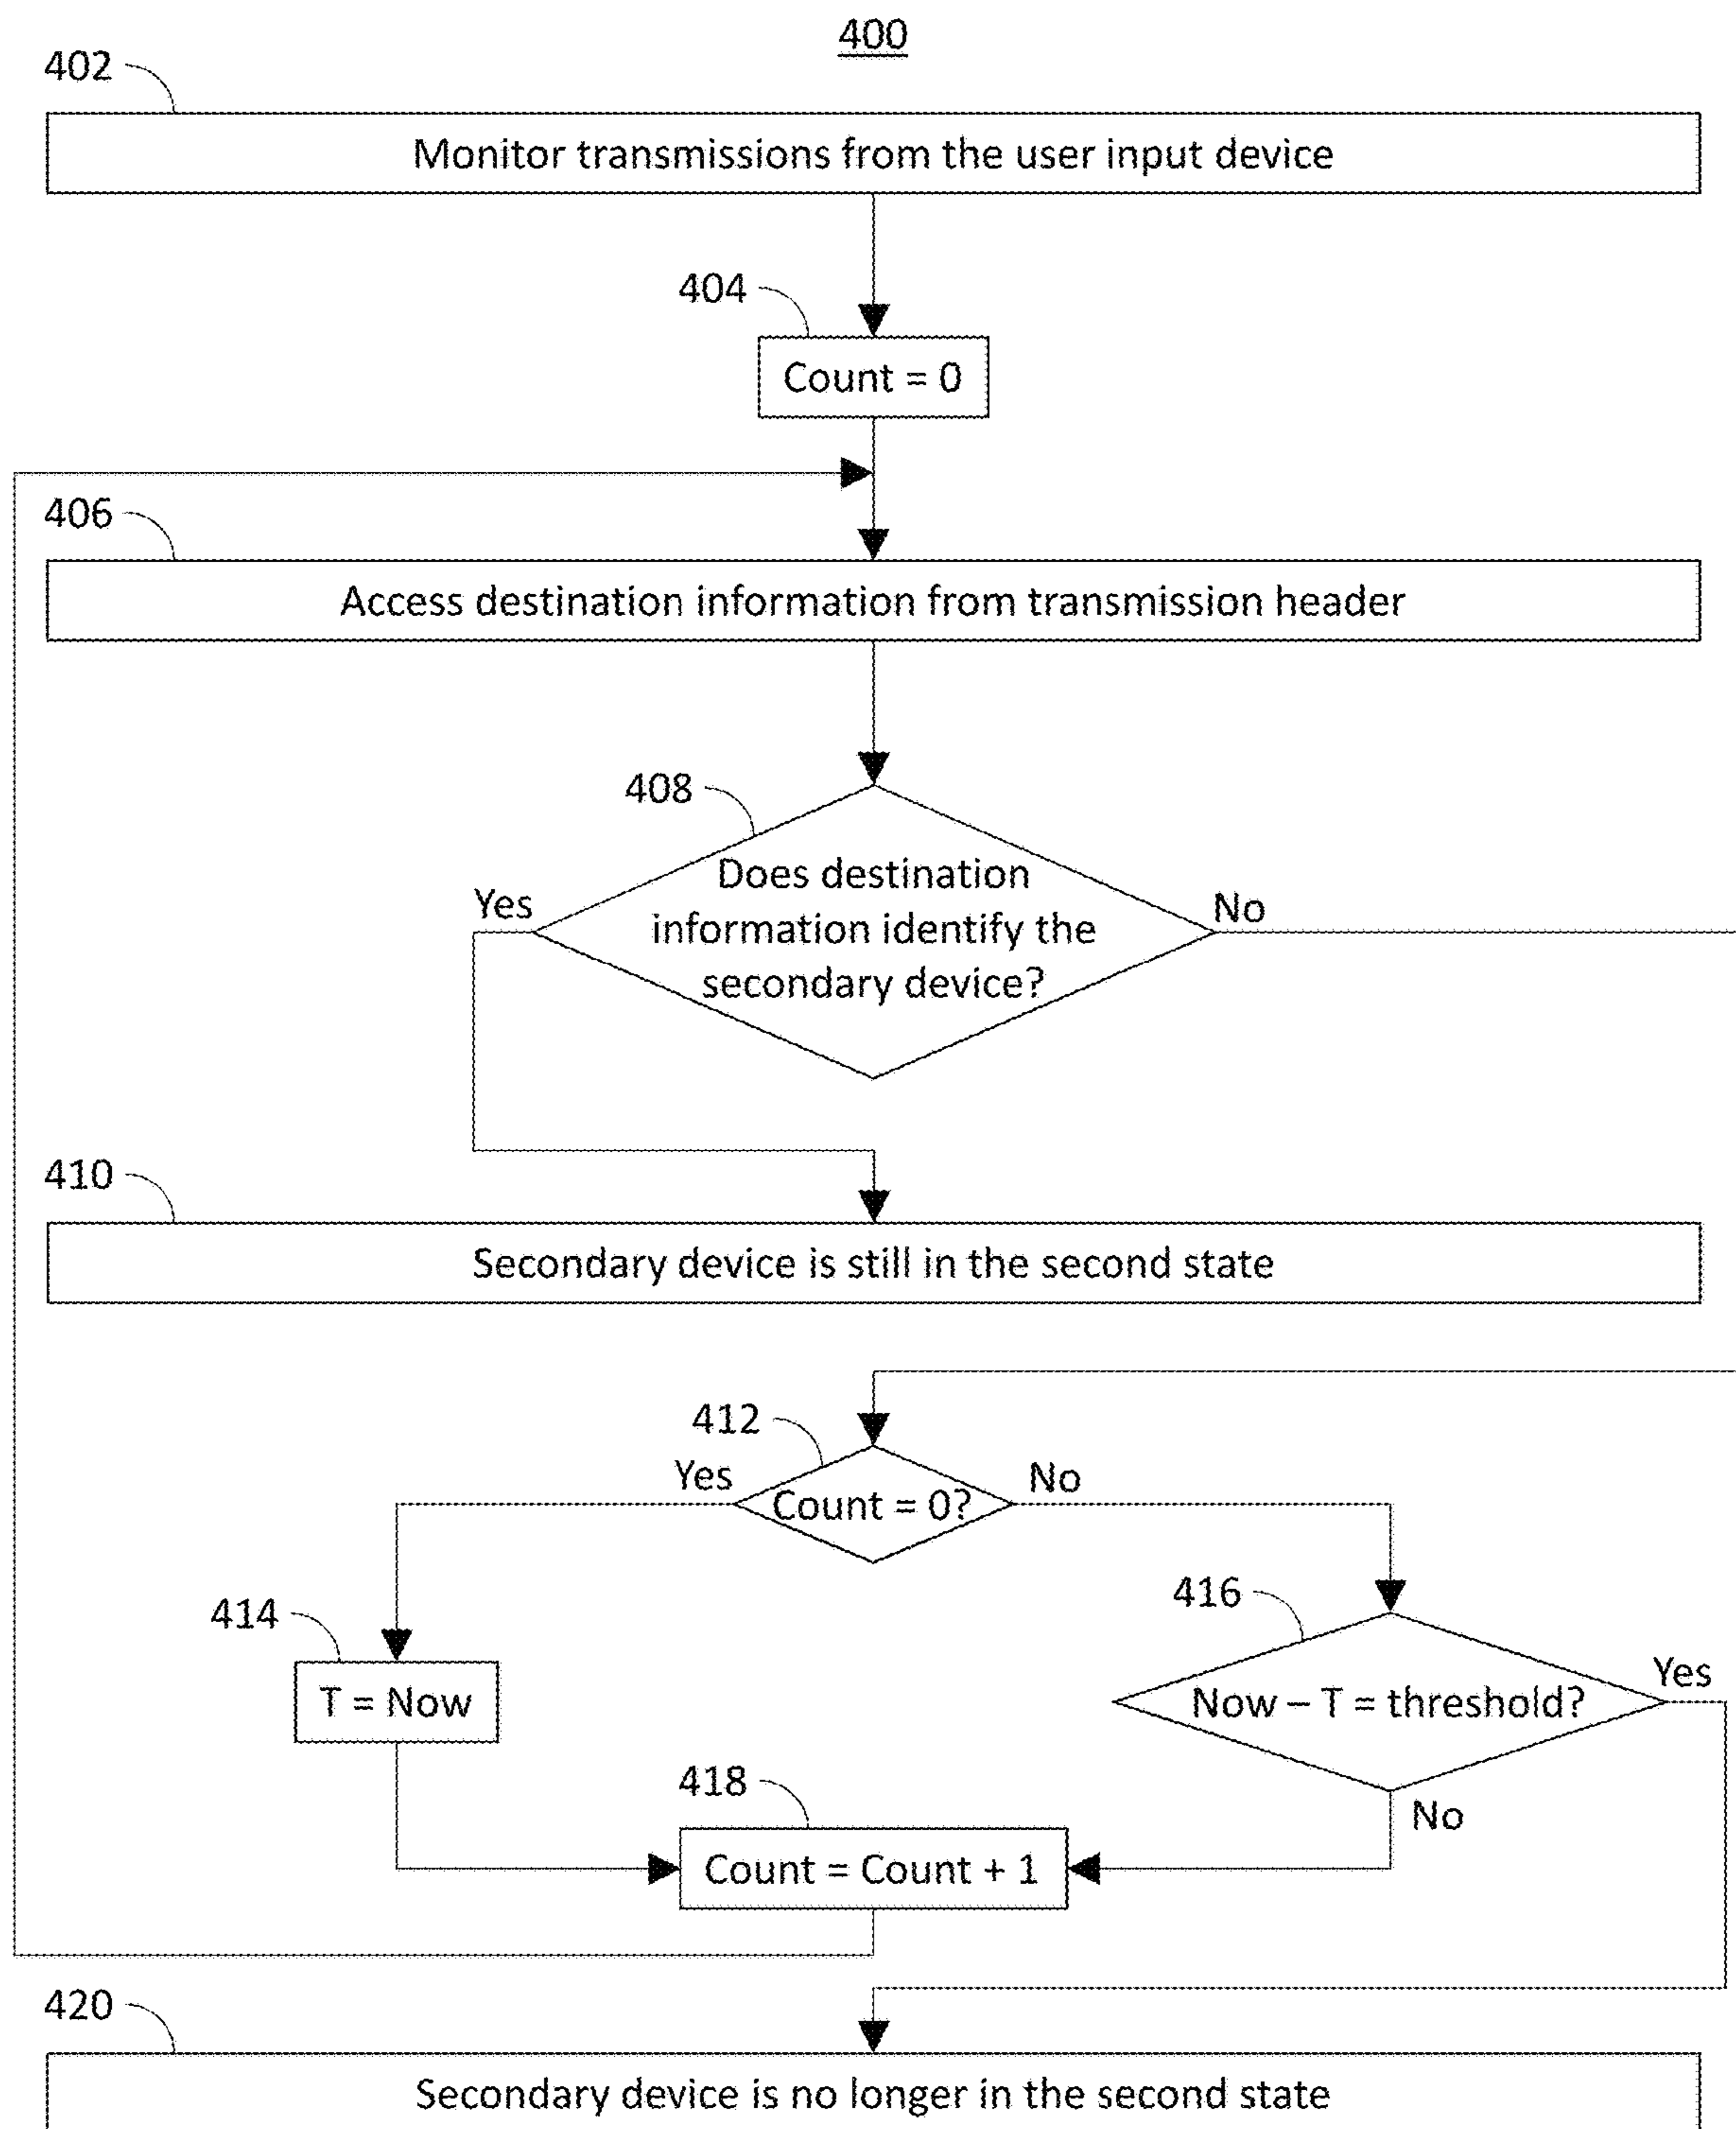 400
402
Monitor transmissions from the user input device
404
Count = 0
406
Access destination information from transmission header
408
Does destination
information identify the
secondary device?
Yes
No
410
Secondary device is still in the second state
412
Count = 0?
Yes
No
414
T = Now
416
Now – T = threshold?
Yes
No
418
Count = Count + 1
420
Secondary device is no longer in the second state